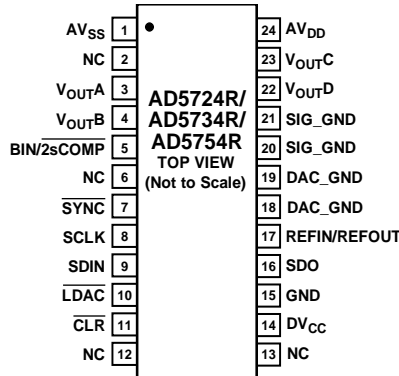 AVSS 1
NC 2
VOUTA 3
VOUTB 4
BIN/2sCOMP 5
NC 6
SYNC 7
SCLK 8
SDIN 9
LDAC 10
CLR 11
NC 12
AD5724R/
AD5734R/
AD5754R
TOP VIEW
(Not to Scale)
24 AVDD
23 VOUTC
22 VOUTD
21 SIG_GND
20 SIG_GND
19 DAC_GND
18 DAC_GND
17 REFIN/REFOUT
16 SDO
15 GND
14 DVCC
13 NC